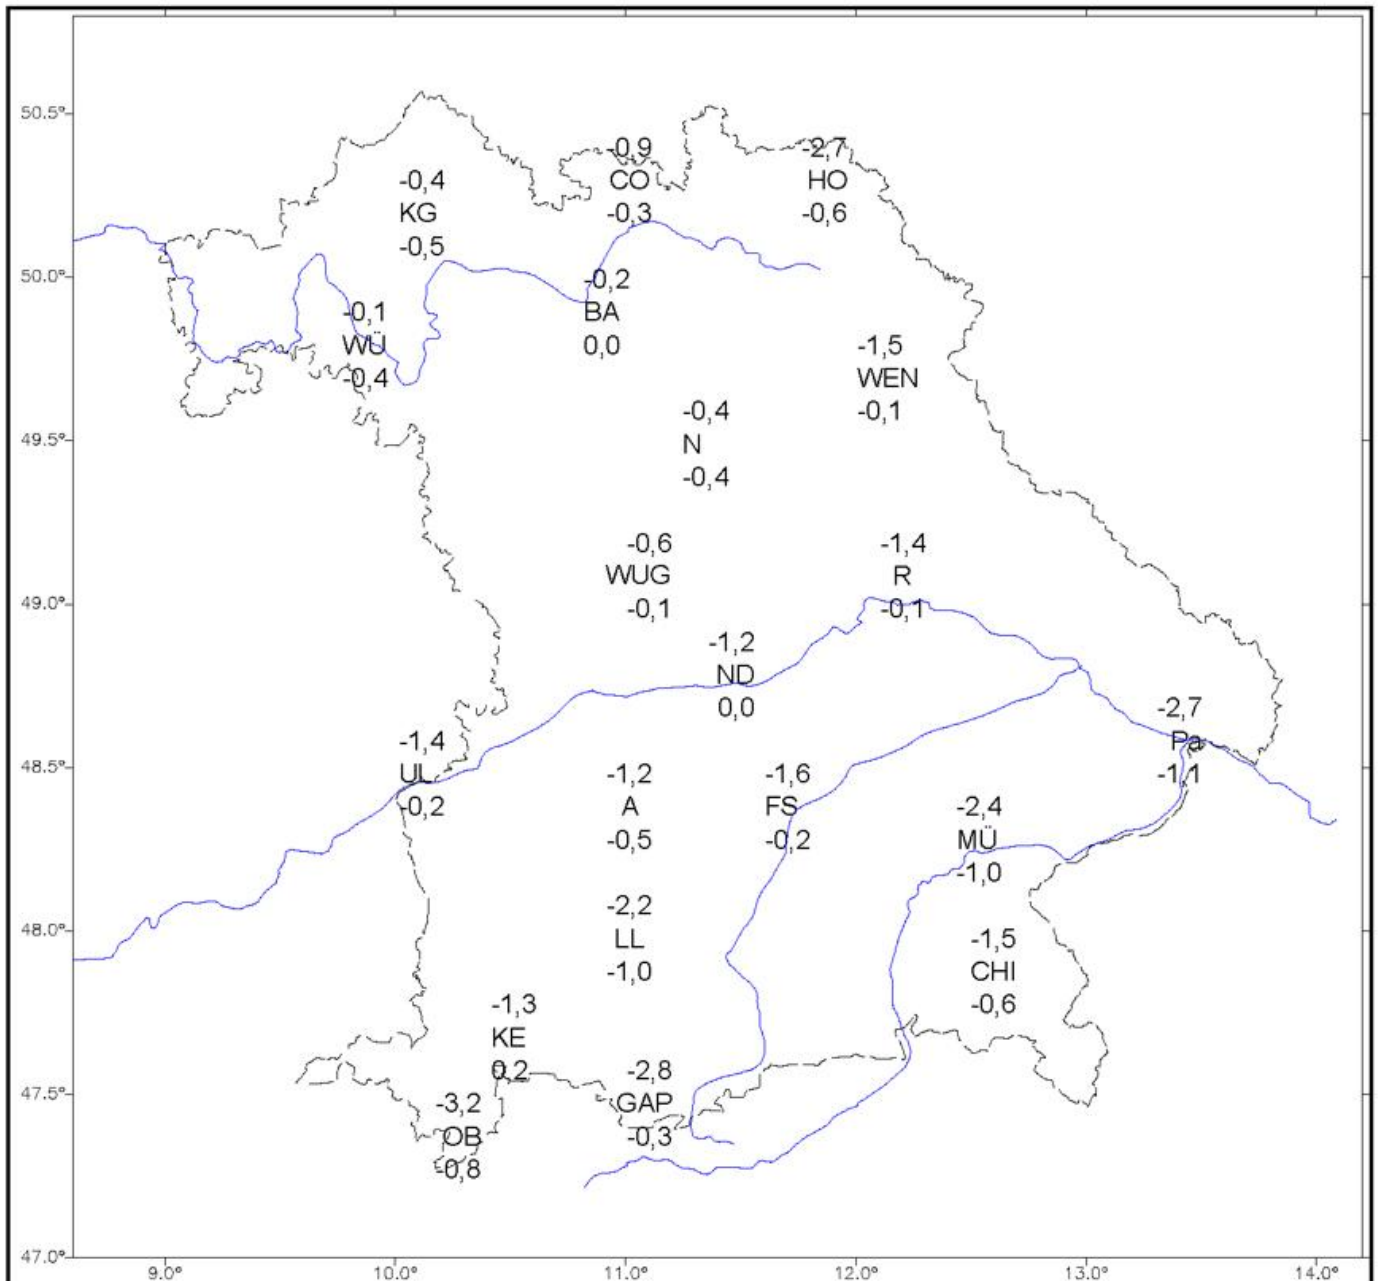 50.5°
-0,9
-2,7
-0,4
CO
HO
KG
-0,3
-0,6
-0,5
50.0°
-0,2
-0,1
BA
WÜ
0,0
-1,5
-0,4
WEN
-0,4
-0,1
49.5°
N
-0,4
-0,6
-1,4
WUG
R
49.0°
-0,1
-0,1
-1,2
ND
0,0
-2,7
-1,4
Pa
48.5°
UL
-1,2
-1,6
-1,1
-0,2
A
FS
-2,4
-0,5
-0,2
MÜ
-1,0
-2,2
48.0°
LL
-1,5
-1,0
CHI
-1,3
-0,6
KE
0,2
-2,8
47.5°
-3,2
GAP
OB
-0,3
-0,8
47.0°
9.0° 10.0° 11.0° 12.0° 13.0° 14.0°